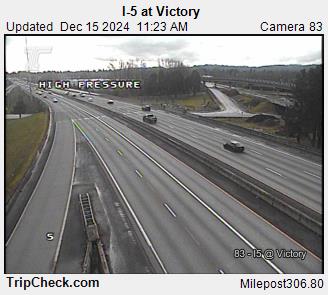 I-5 at Victory
Updated Dec 15 2024 11:23 AM Camera 83
HIGH PRESSURE
S
83 - I5 @ Victory
TripCheck.com Milepost306.80